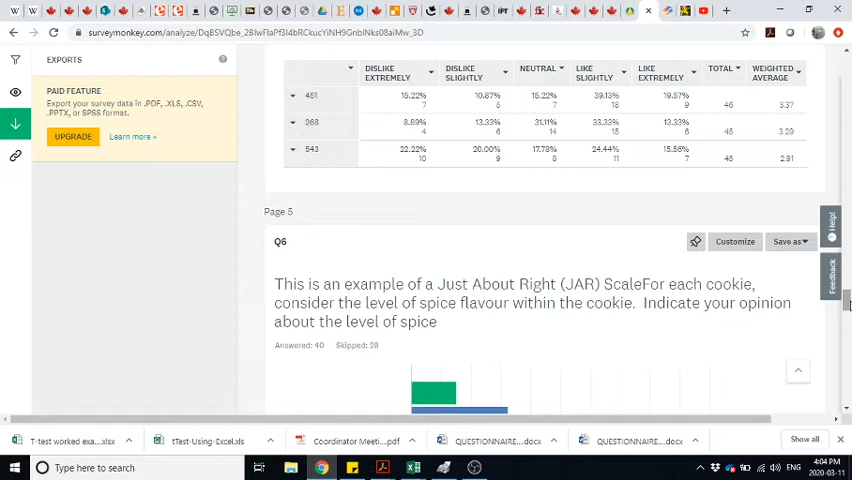 surveymonkey.com/analyze/DqBSVQbe_28IwFlaPf3I4bRCkucYiNH9GnbINks08aiMw_3D
EXPORTS
PAID FEATURE
Export your survey data in .PDF, .XLS, .CSV,
.PPTX, or SPSS format.
UPGRADE Learn more »
DISLIKE EXTREMELY DISLIKE SLIGHTLY NEUTRAL LIKE SLIGHTLY LIKE EXTREMELY TOTAL WEIGHTED AVERAGE
451 15.22% 10.87% 15.22% 39.13% 19.57%
7 5 7 18 9 46 3.37
268 8.89% 13.33% 31.11% 33.33% 13.33%
4 6 14 15 6 45 3.29
543 22.22% 20.00% 17.78% 24.44% 15.56%
10 9 8 11 7 45 2.91
Page 5
Q6
Customize Save as
This is an example of a Just About Right (JAR) ScaleFor each cookie,
consider the level of spice flavour within the cookie. Indicate your opinion
about the level of spice
Answered: 40 Skipped: 28
Help!
Feedback
T-test worked exa....xlsx
tTest-Using-Excel.xls
Coordinator Meeti....pdf
QUESTIONNAIRE....docx
QUESTIONNAIRE....docx
Show all
Type here to search
ENG
4:04 PM
2020-03-11